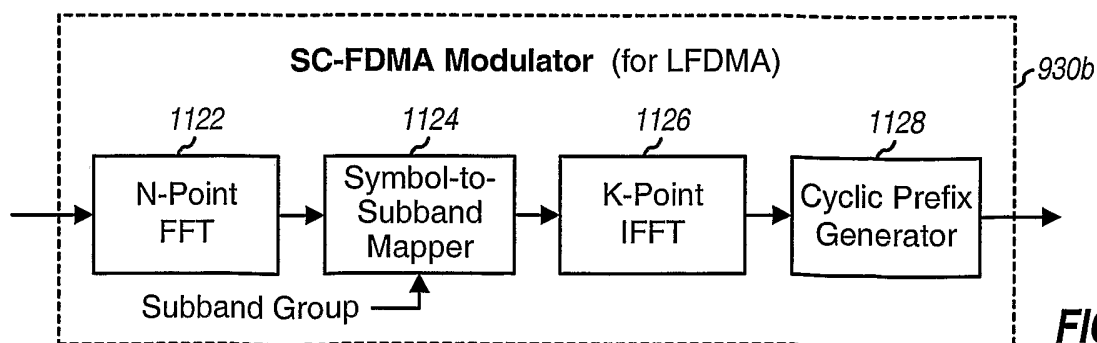 SC-FDMA Modulator (for LFDMA)
930b
1122
1124
1126
1128
N-Point
FFT
Symbol-to-
Subband
Mapper
K-Point
IFFT
Cyclic Prefix
Generator
Subband Group